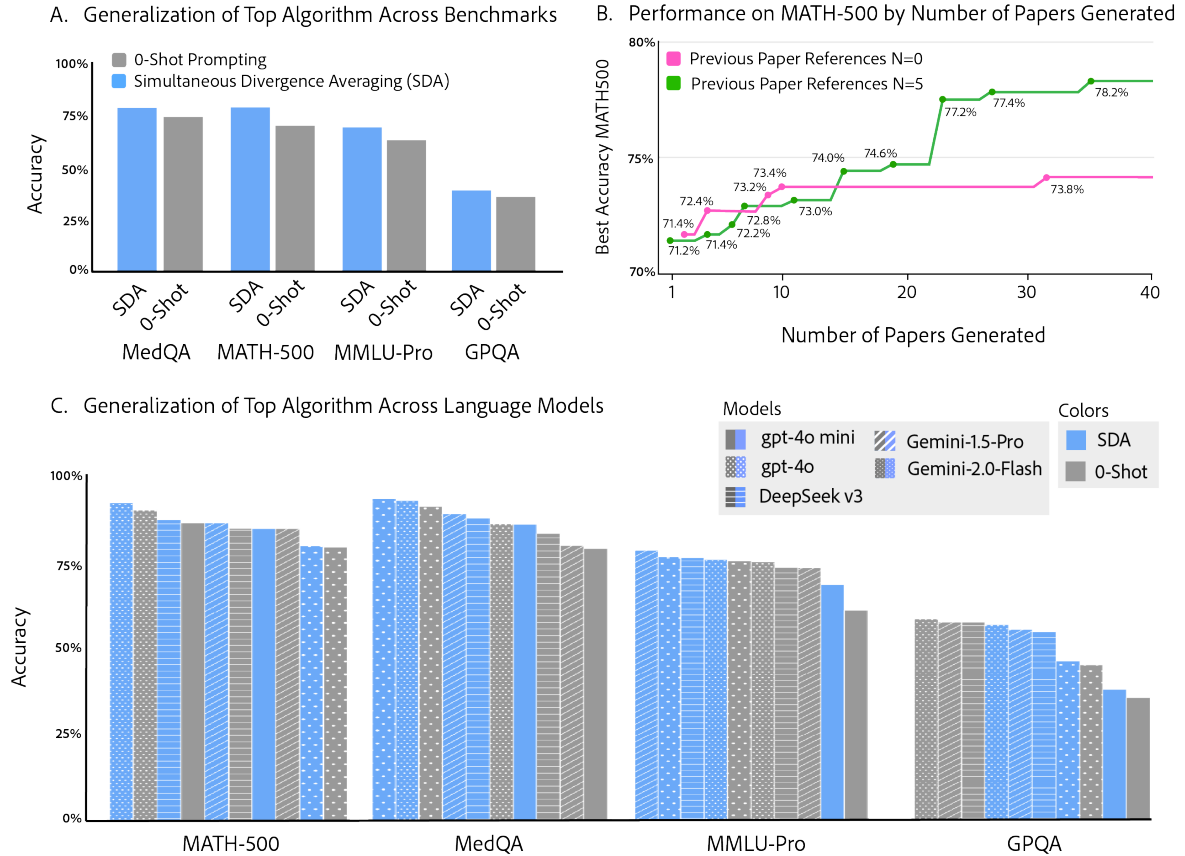 A. Generalization of Top Algorithm Across Benchmarks
0-Shot Prompting
Simultaneous Divergence Averaging (SDA)
100%
75%
50%
25%
0%
Accuracy
SDA
0-Shot
SDA
0-Shot
SDA
0-Shot
SDA
0-Shot
MedQA
MATH-500
MMLU-Pro
GPQA
B. Performance on MATH-500 by Number of Papers Generated
Previous Paper References N=0
Previous Paper References N=5
80%
75%
70%
Best Accuracy MATH500
71.4%
71.2%
72.4%
71.4%
72.2%
73.2%
72.8%
73.4%
73.0%
74.0%
74.6%
77.2%
77.4%
78.2%
73.8%
1
10
20
30
40
Number of Papers Generated
C. Generalization of Top Algorithm Across Language Models
Models
gpt-4o mini
gpt-4o
DeepSeek v3
Gemini-1.5-Pro
Gemini-2.0-Flash
Colors
SDA
0-Shot
100%
75%
50%
25%
0%
Accuracy
MATH-500
MedQA
MMLU-Pro
GPQA